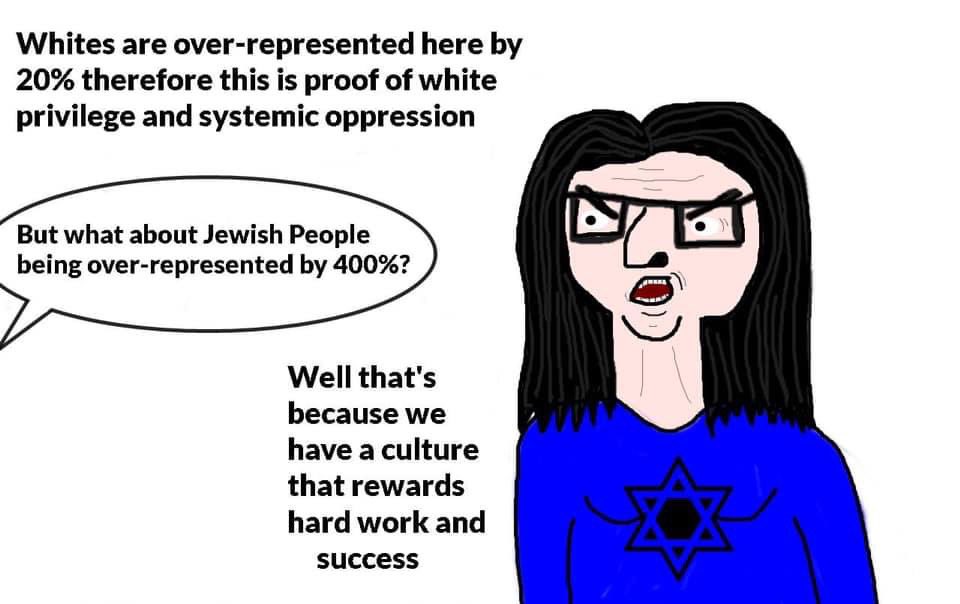 Whites are over-represented here by
20% therefore this is proof of white
privilege and systemic oppression
But what about Jewish People
being over-represented by 400%?
Well that's
because we
have a culture
that rewards
hard work and
success